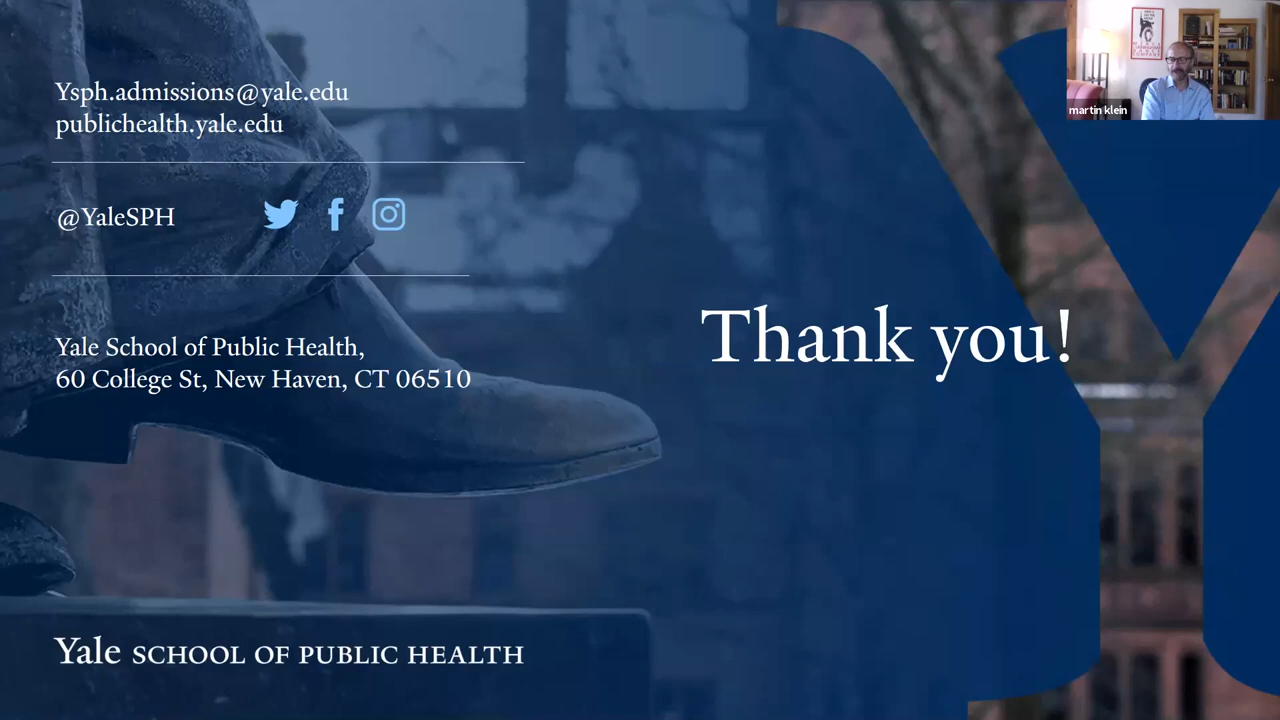 Ysph.admissions@yale.edu
publichealth.yale.edu
@YaleSPH
Yale School of Public Health,
60 College St, New Haven, CT 06510
Thank you!
Yale SCHOOL OF PUBLIC HEALTH
martin klein